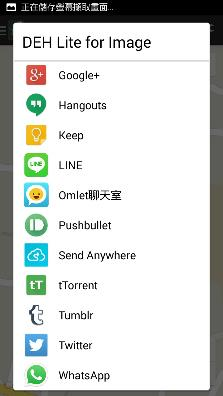 正在儲存螢幕擷取畫面...
DEH Lite for Image
Google+
Hangouts
Keep
LINE
Omlet聊天室
Pushbullet
Send Anywhere
tTorrent
Tumblr
Twitter
WhatsApp